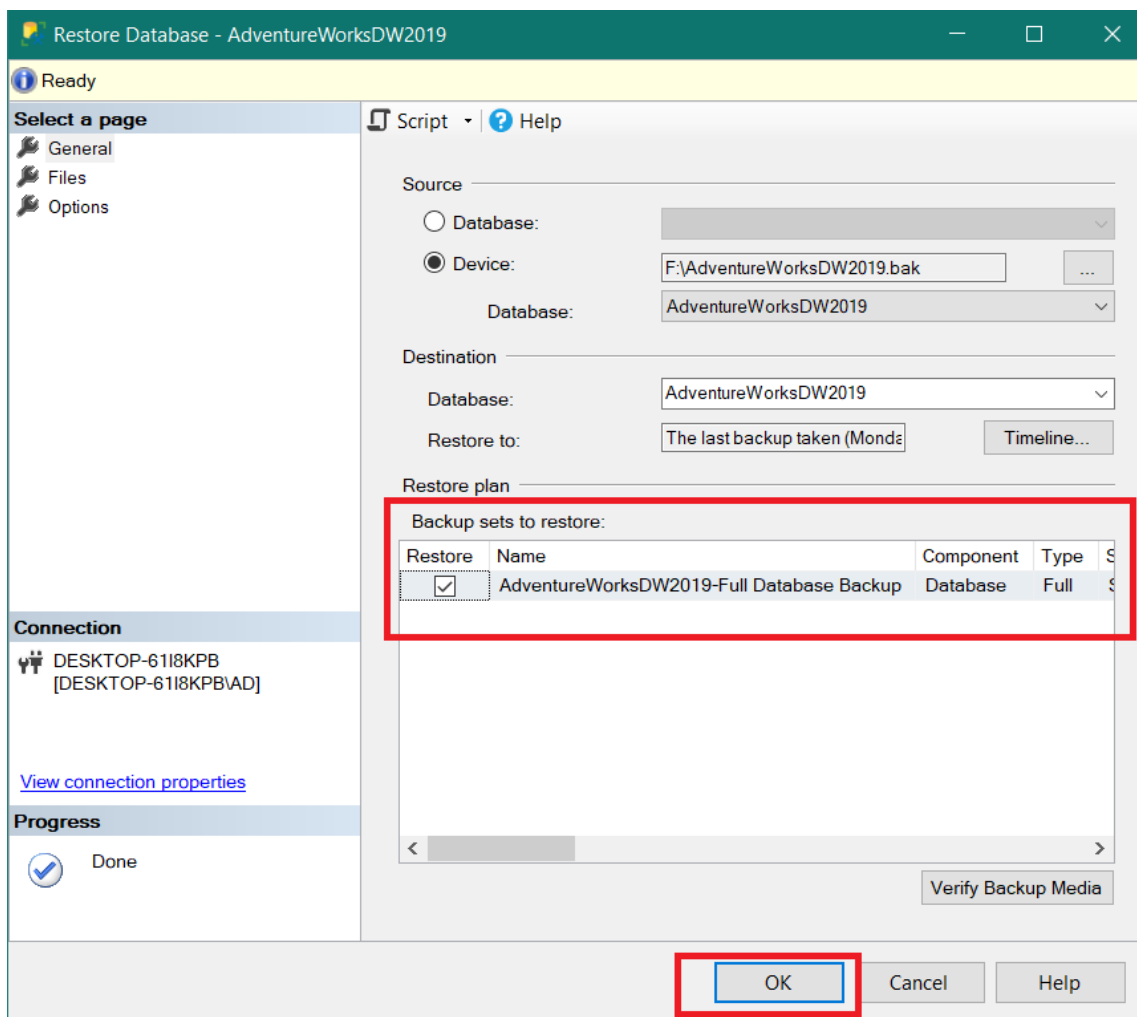 Restore Database - AdventureWorksDW2019
Ready
Select a page
General
Files
Options
Script
Help
Source
Database:
Device:
F:\AdventureWorksDW2019.bak
...
Database:
AdventureWorksDW2019
Destination
Database:
AdventureWorksDW2019
Restore to:
The last backup taken (Monda
Timeline...
Restore plan
Backup sets to restore:
Restore Name Component Type S
AdventureWorksDW2019-Full Database Backup Database Full
Connection
DESKTOP-61I8KPB
[DESKTOP-61I8KPB\AD]
View connection properties
Progress
Done
Verify Backup Media
OK
Cancel
Help